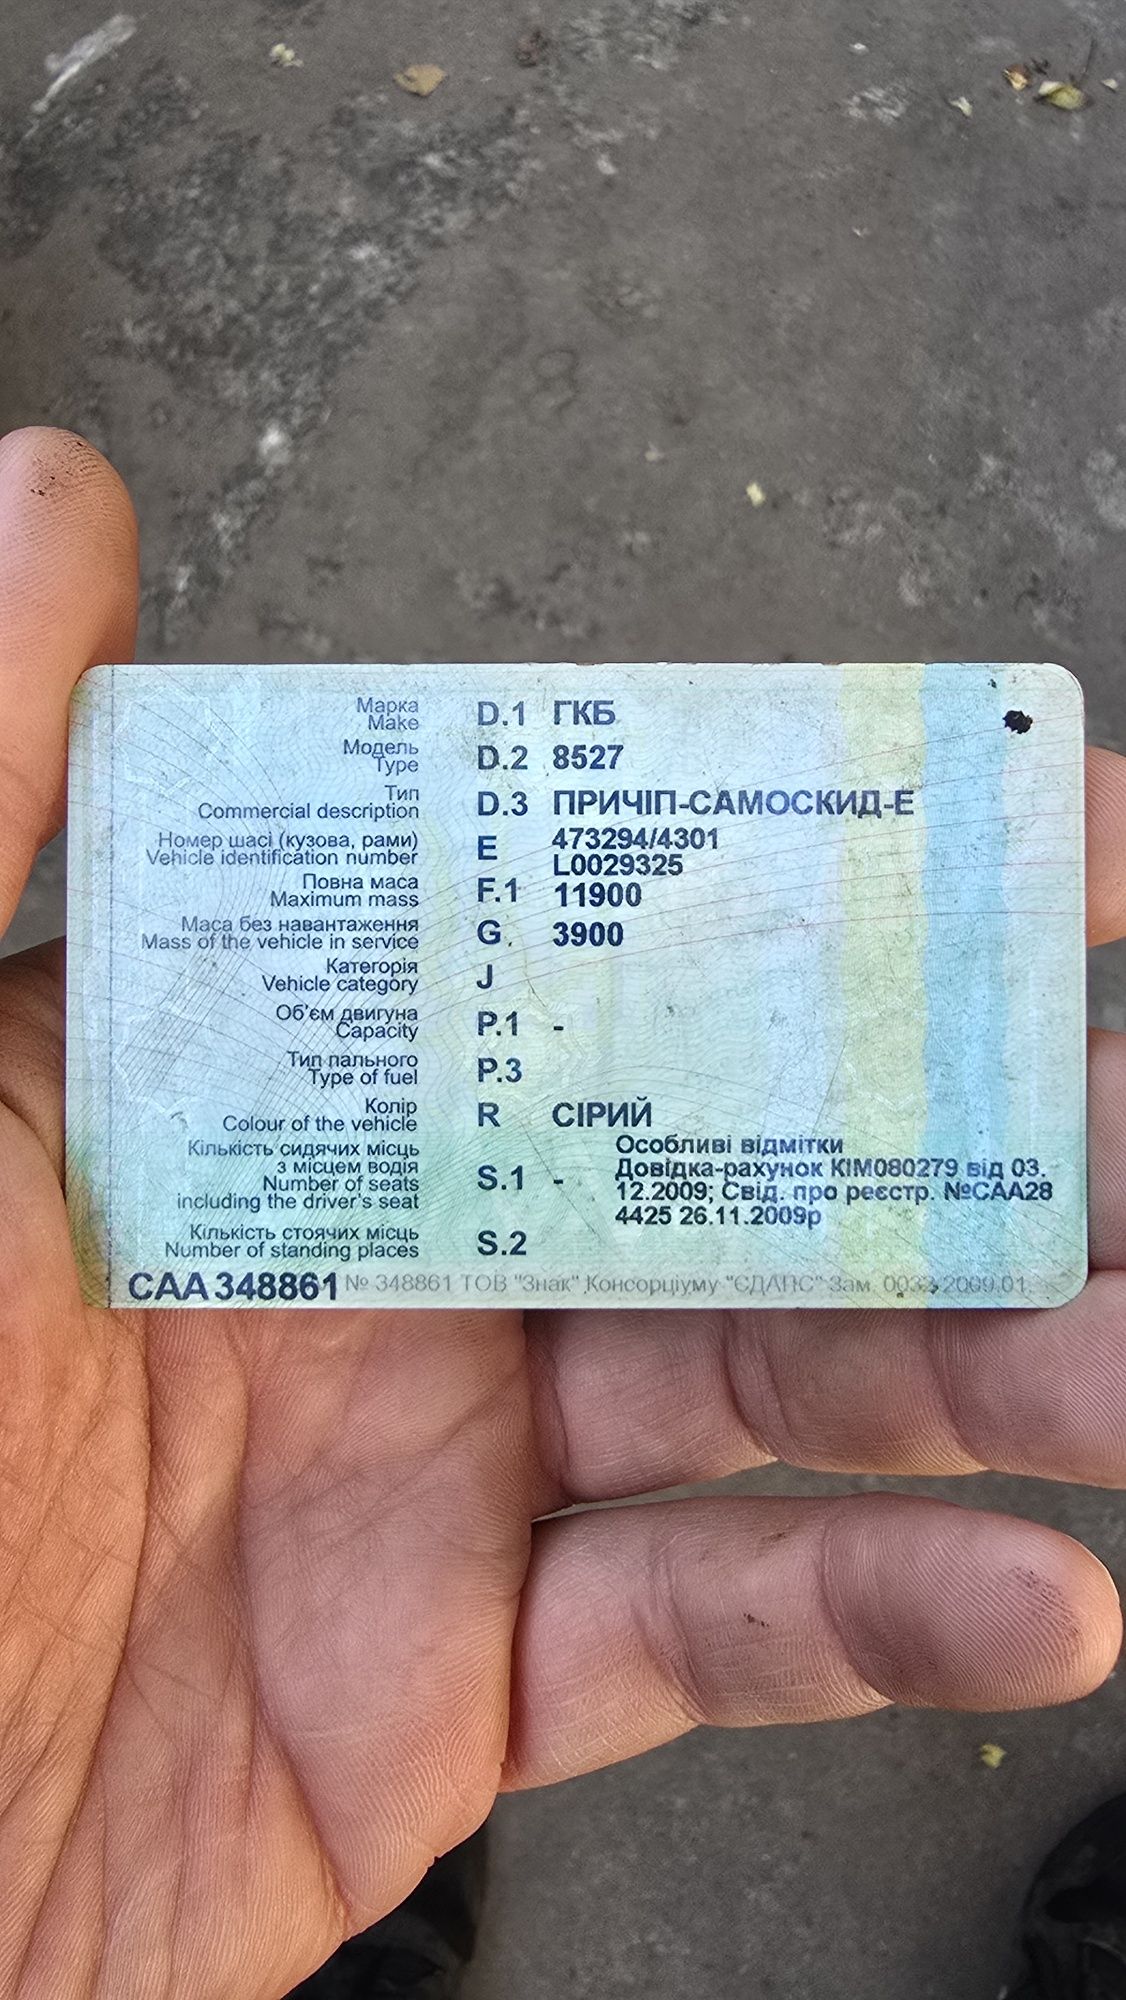 Марка
Make
D.1 ГКБ
Модель
Type
D.2 8527
Тип
Commercial description
D.3 ПРИЧІП-САМОСКИД-Е
Номер шасі (кузова, рами)
Vehicle identification number
E 473294/4301
L0029325
Повна маса
Maximum mass
F.1 11900
Маса без навантаження
Mass of the vehicle in service
G 3900
Категорія
Vehicle category
J
Об'єм двигуна
Capacity
P.1 -
Тип пального
Type of fuel
P.3
Колір
Colour of the vehicle
R СІРИЙ
Кількість сидячих місць
з місцем водія
Number of seats
including the driver's seat
S.1 -
Особливі відмітки
Довідка-рахунок КІМ080279 від 03.
12.2009; Свід. про реєстр. №САА28
4425 26.11.2009р
Кількість стоячих місць
Number of standing places
S.2
САА 348861 № 348861 ТОВ "Знак" Консорціуму "ЄДАПС" Зам. 0032-2009.01.